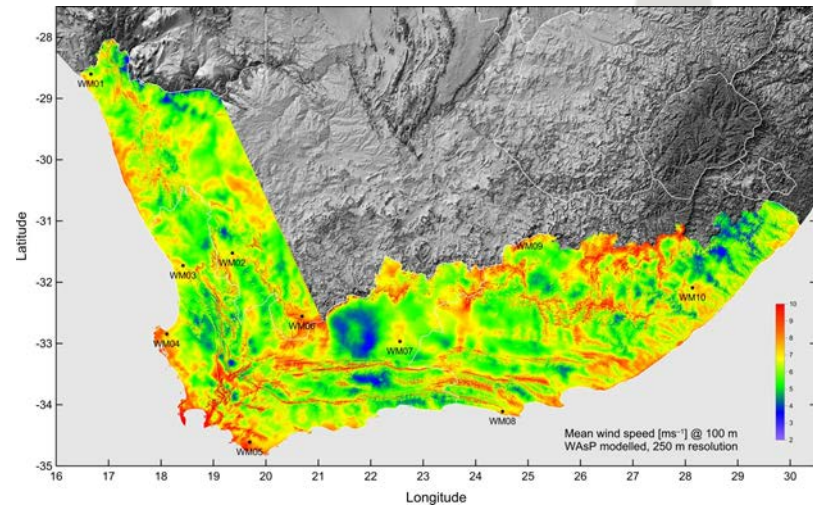 -28
-29
-30
-31
-32
-33
-34
-35
Latitude
WM01
WM02
WM03
WM04
WM05
WM06
WM07
WM08
WM09
WM10
10
9
8
7
6
5
4
3
2
Mean wind speed [ms⁻¹] @ 100 m
WAsP modelled, 250 m resolution
16 17 18 19 20 21 22 23 24 25 26 27 28 29 30
Longitude